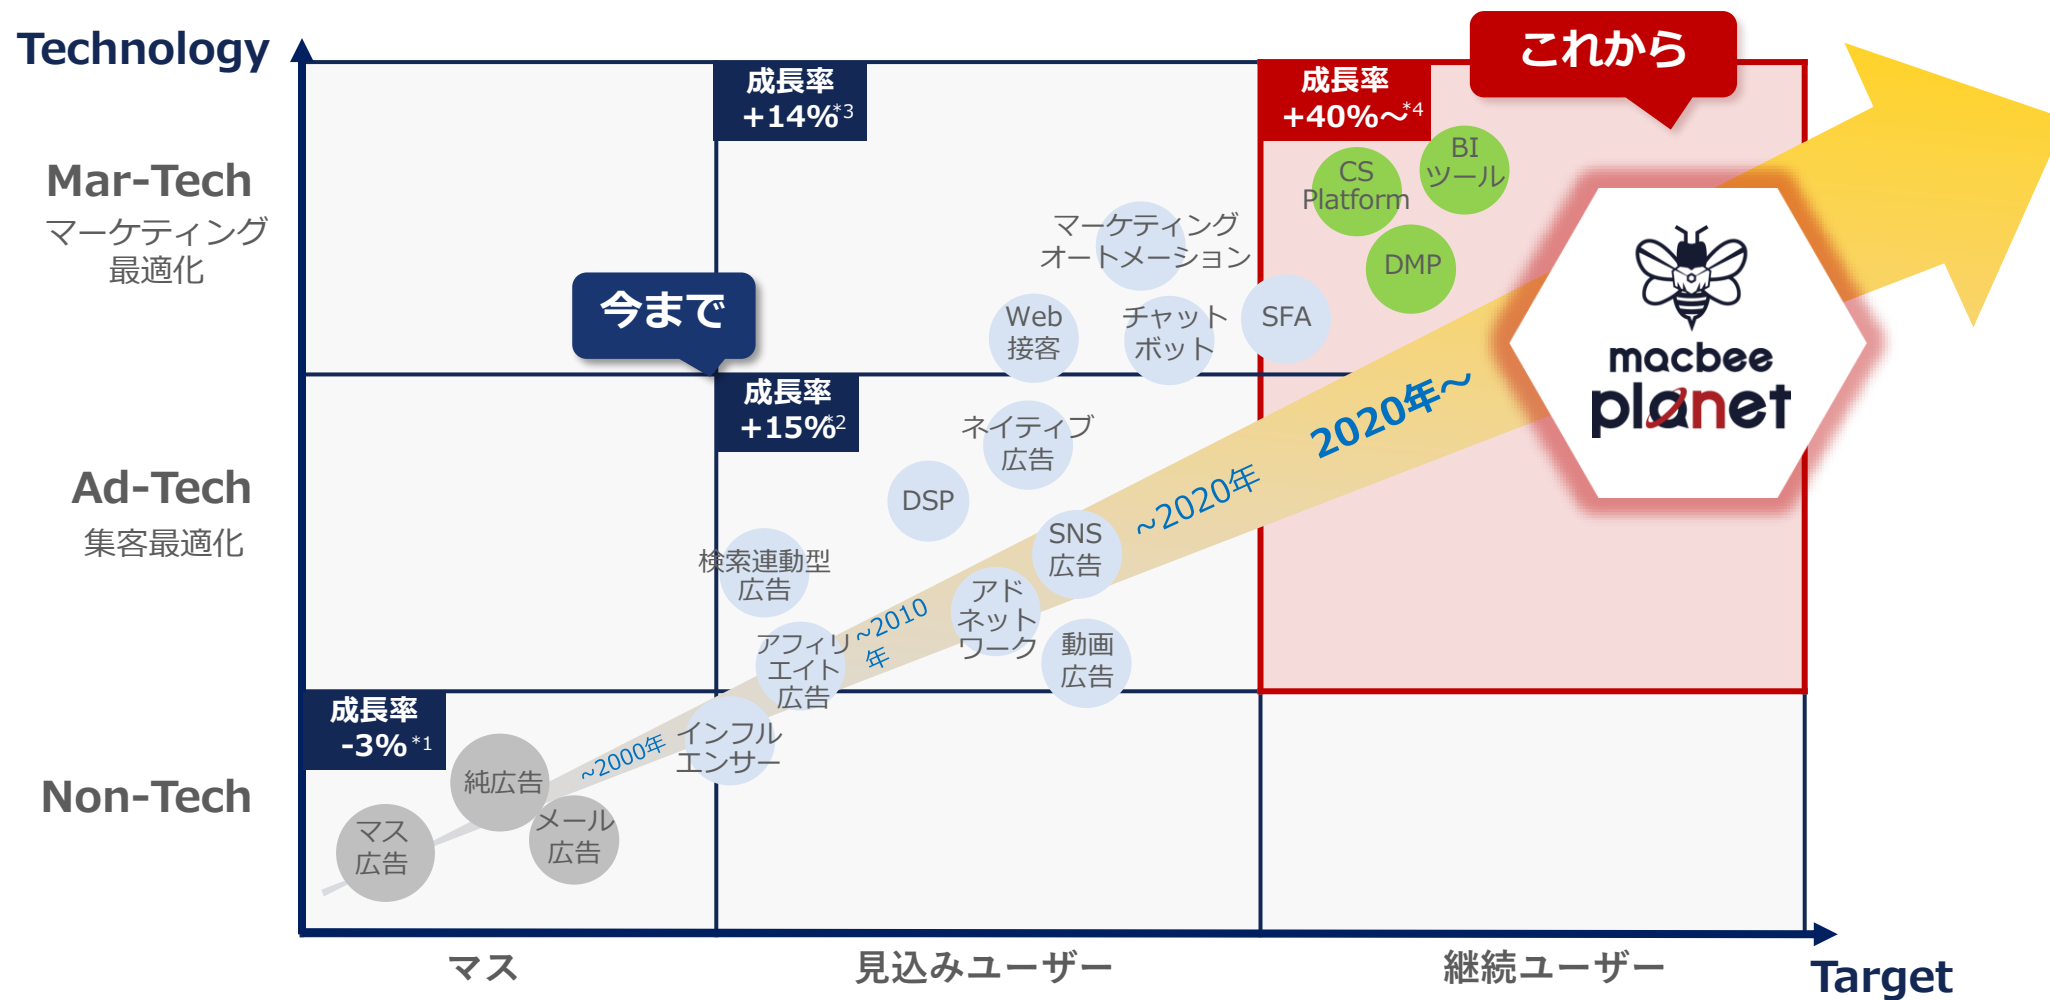 Technology
これから
成長率
+14%*3
成長率
+40%～*4
Mar-Tech
マーケティング
最適化
BI
ツール
CS
Platform
DMP
マーケティング
オートメーション
今まで
Web
接客
チャット
ボット
SFA
macbee
planet
成長率
+15%*2
2020年～
ネイティブ
広告
Ad-Tech
集客最適化
DSP
~2020年
SNS
広告
検索連動型
広告
アド
ネット
ワーク
~2010
年
アフィリ
エイト
広告
動画
広告
成長率
-3%*1
インフル
エンサー
~2000年
Non-Tech
純広告
メール
広告
マス
広告
マス
見込みユーザー
継続ユーザー
Target